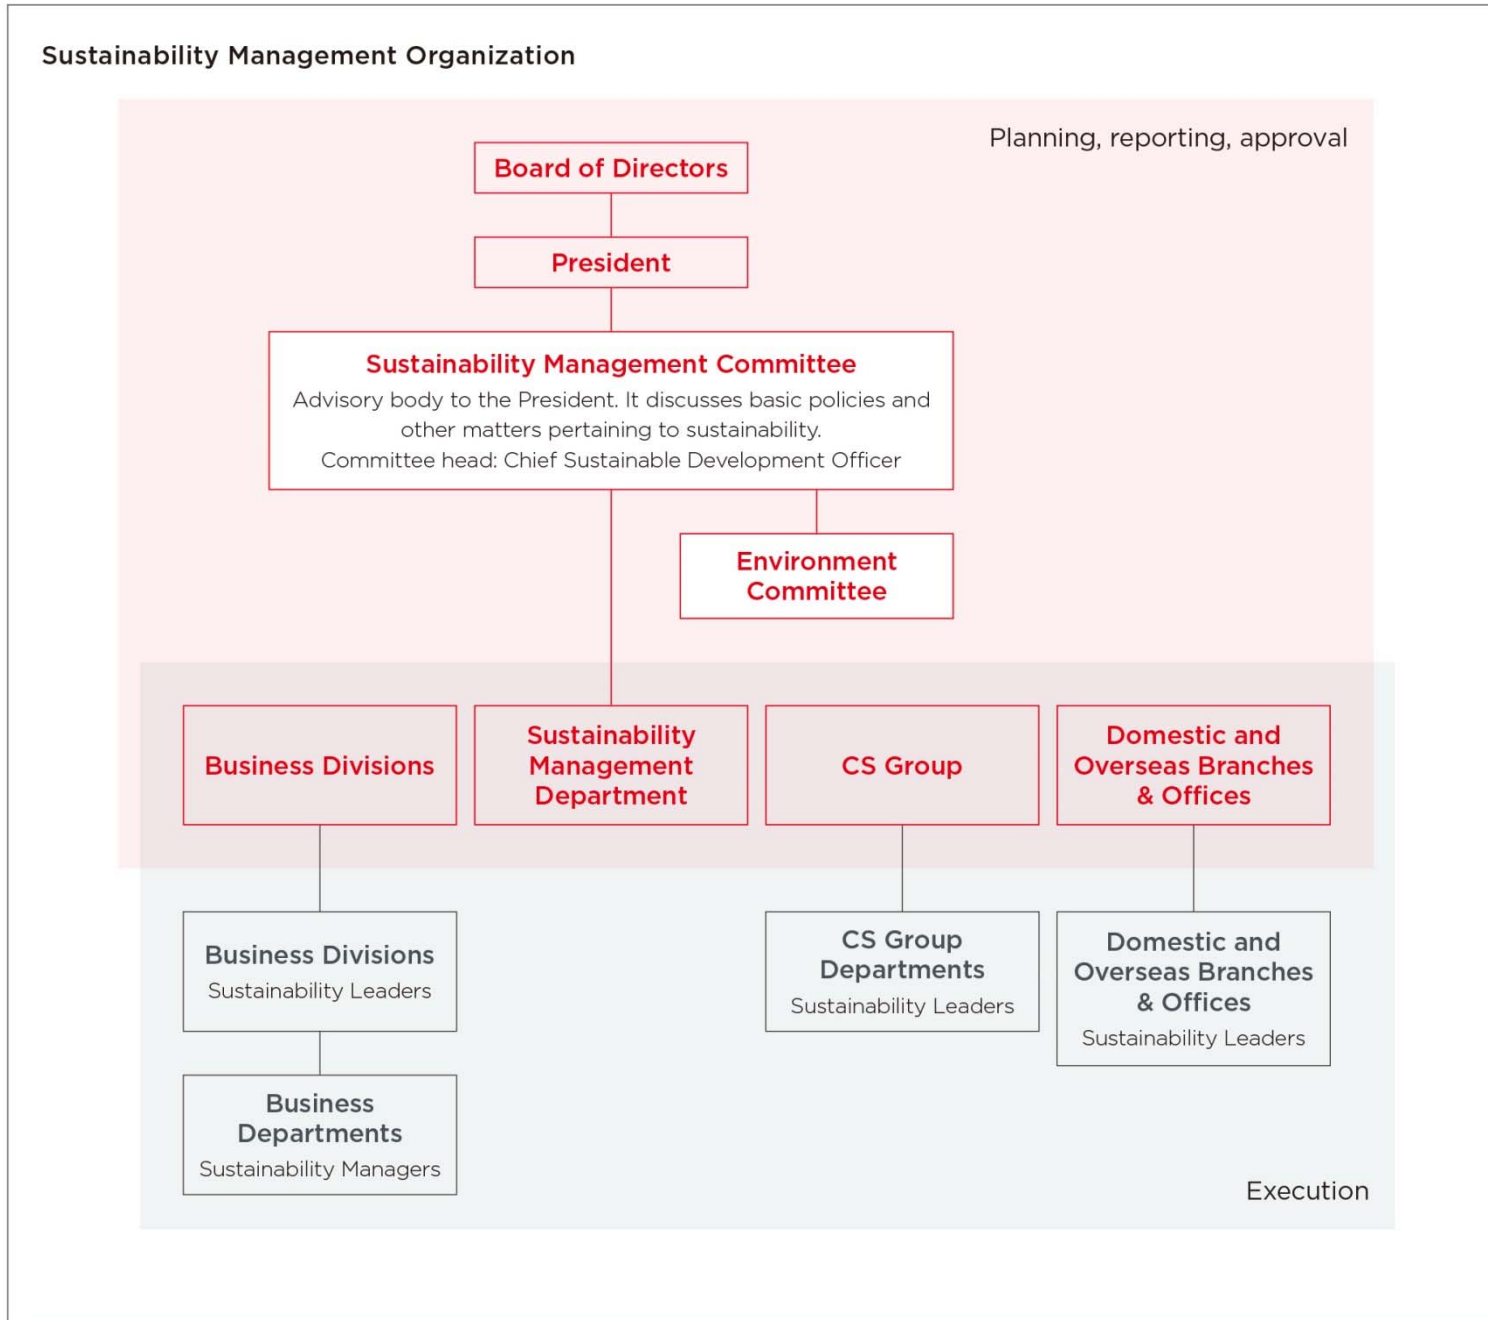 Sustainability Management Organization
Planning, reporting, approval
Board of Directors
President
Sustainability Management Committee
Advisory body to the President. It discusses basic policies and
other matters pertaining to sustainability.
Committee head: Chief Sustainable Development Officer
Environment
Committee
Business Divisions
Sustainability
Management
Department
CS Group
Domestic and
Overseas Branches
& Offices
Business Divisions
Sustainability Leaders
CS Group
Departments
Sustainability Leaders
Domestic and
Overseas Branches
& Offices
Sustainability Leaders
Business
Departments
Sustainability Managers
Execution